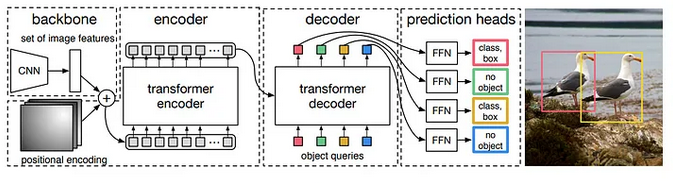 backbone
set of image features
CNN
+
positional encoding
encoder
...
transformer
encoder
...
decoder
transformer
decoder
object queries
prediction heads
FFN
class,
box
FFN
no
object
FFN
class,
box
FFN
no
object